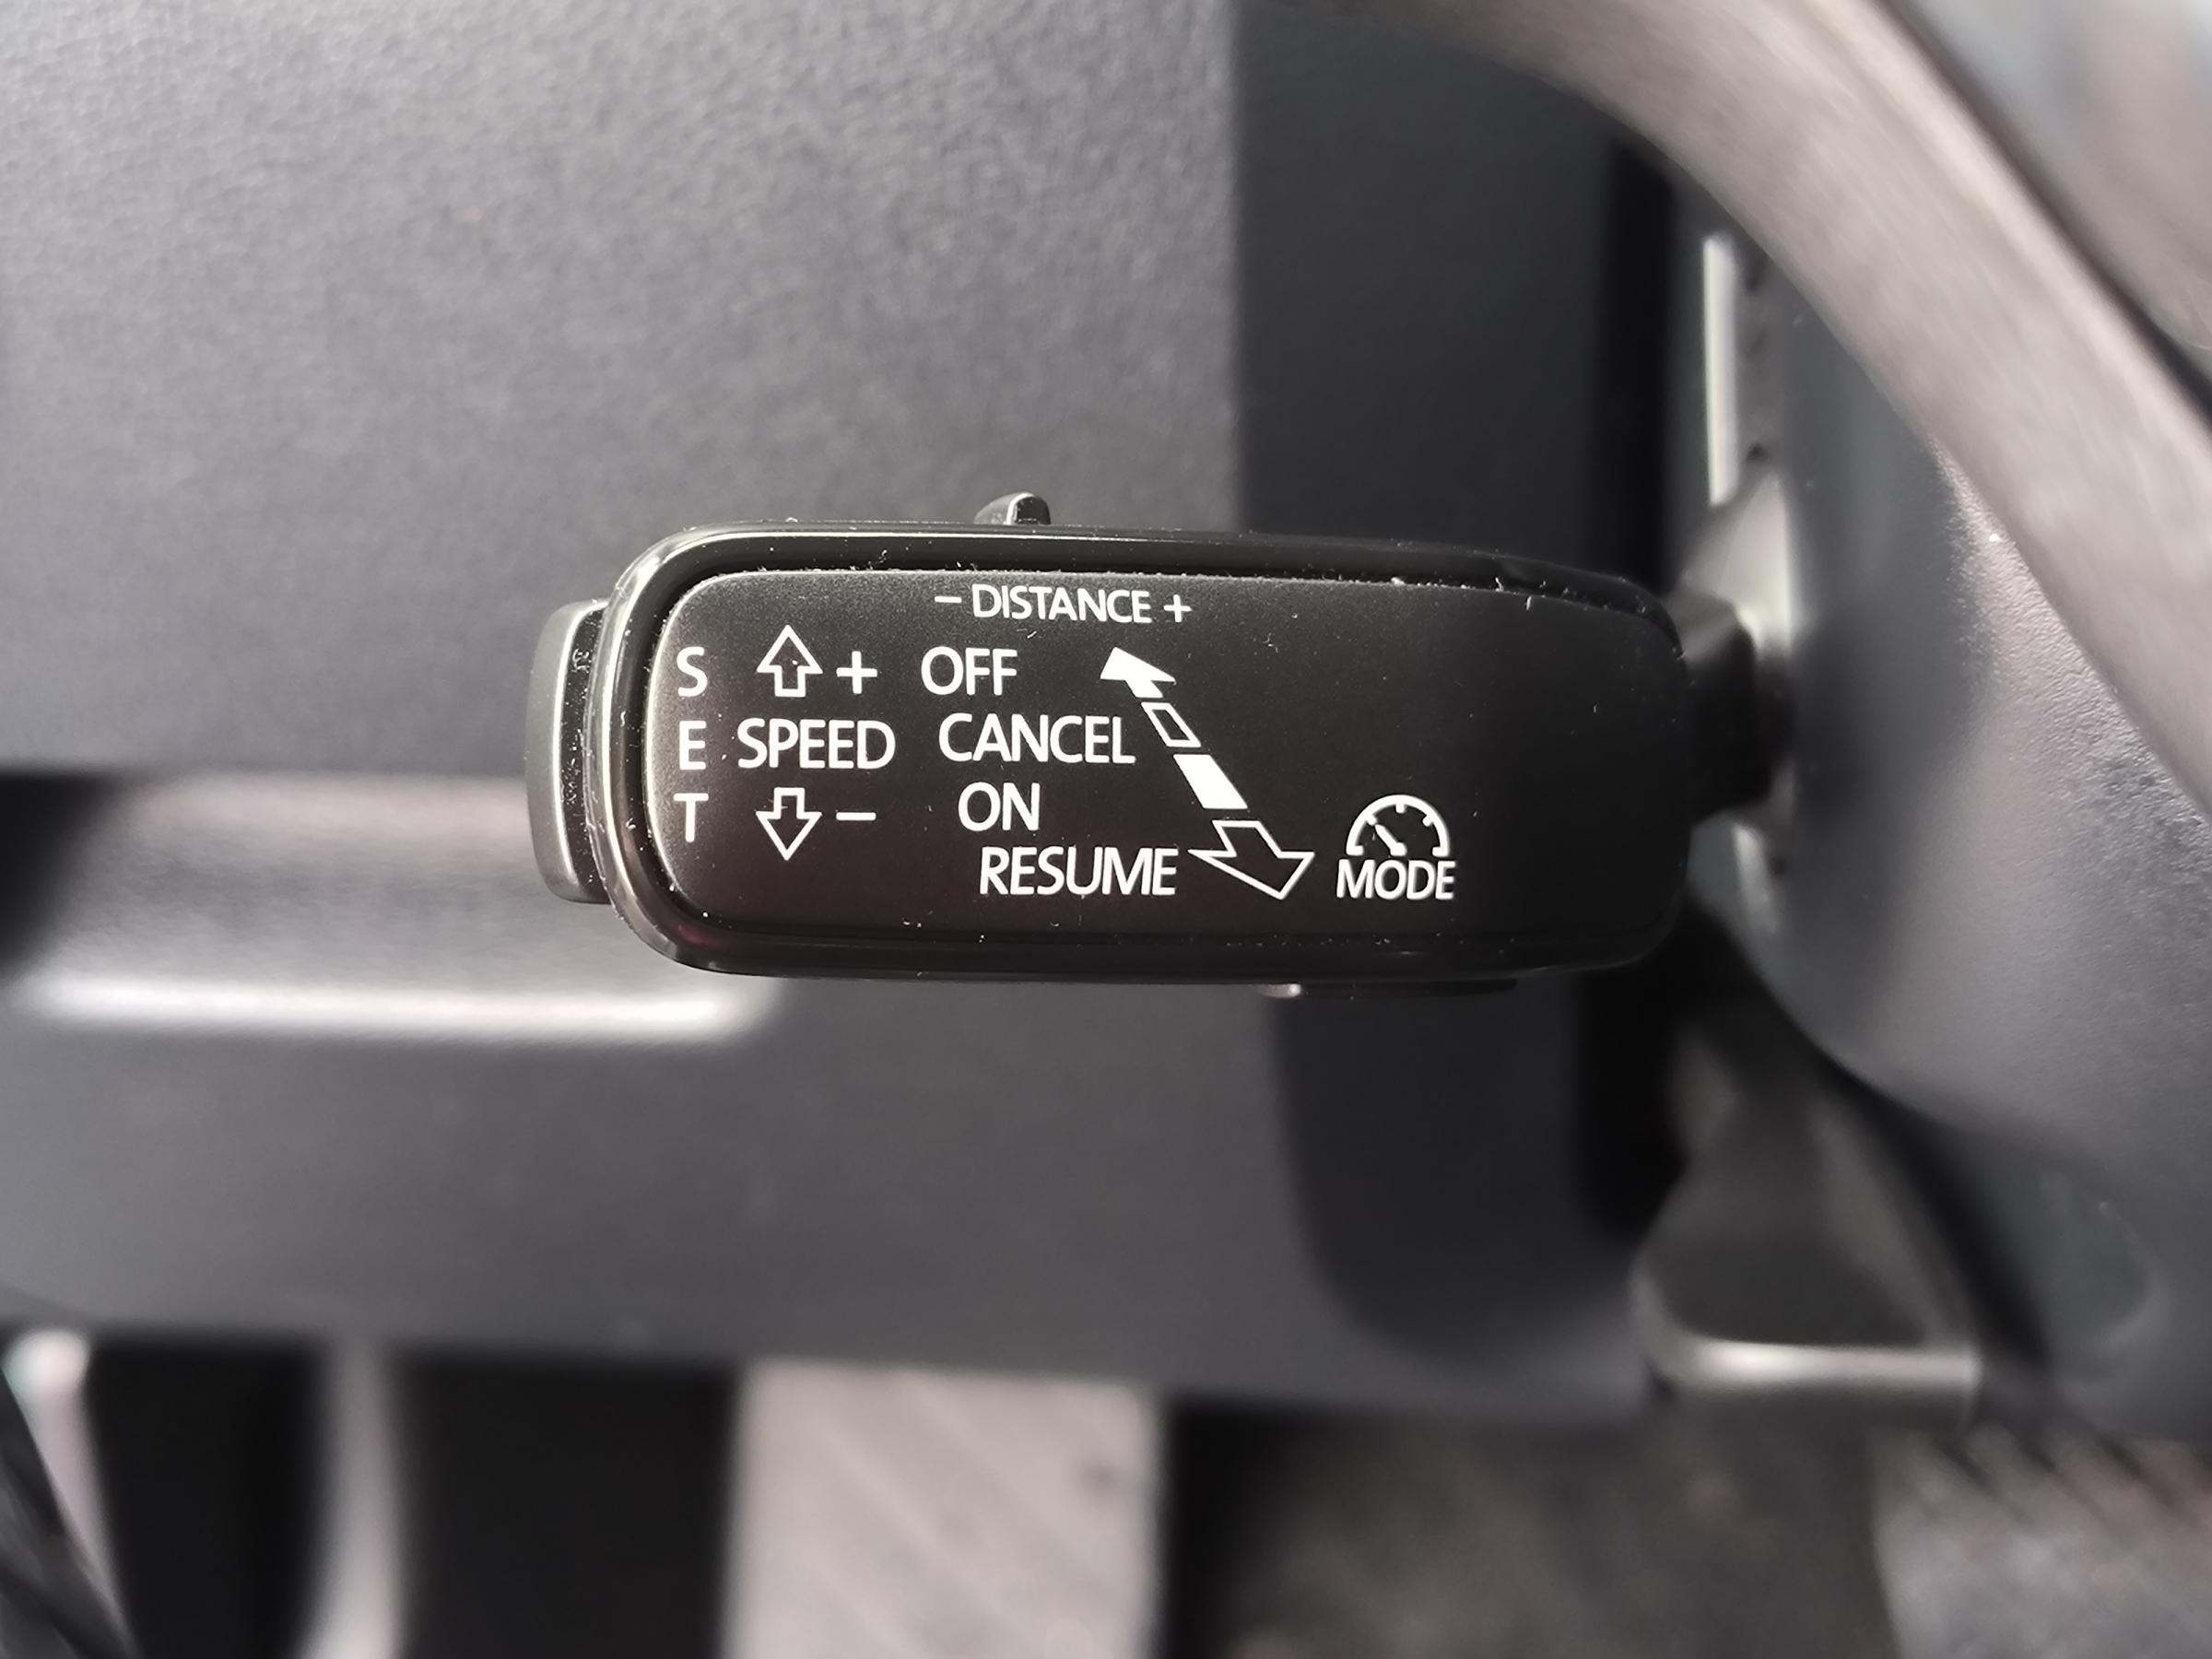 − DISTANCE +
S + OFF
E SPEED CANCEL
T − ON
RESUME
MODE